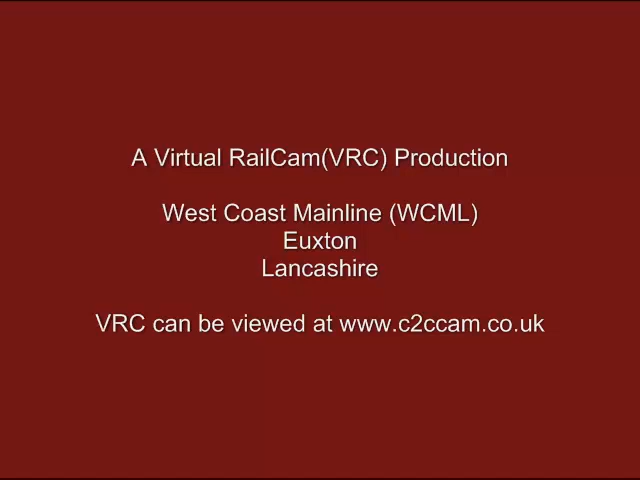 A Virtual RailCam(VRC) Production
West Coast Mainline (WCML)
Euxton
Lancashire
VRC can be viewed at www.c2ccam.co.uk